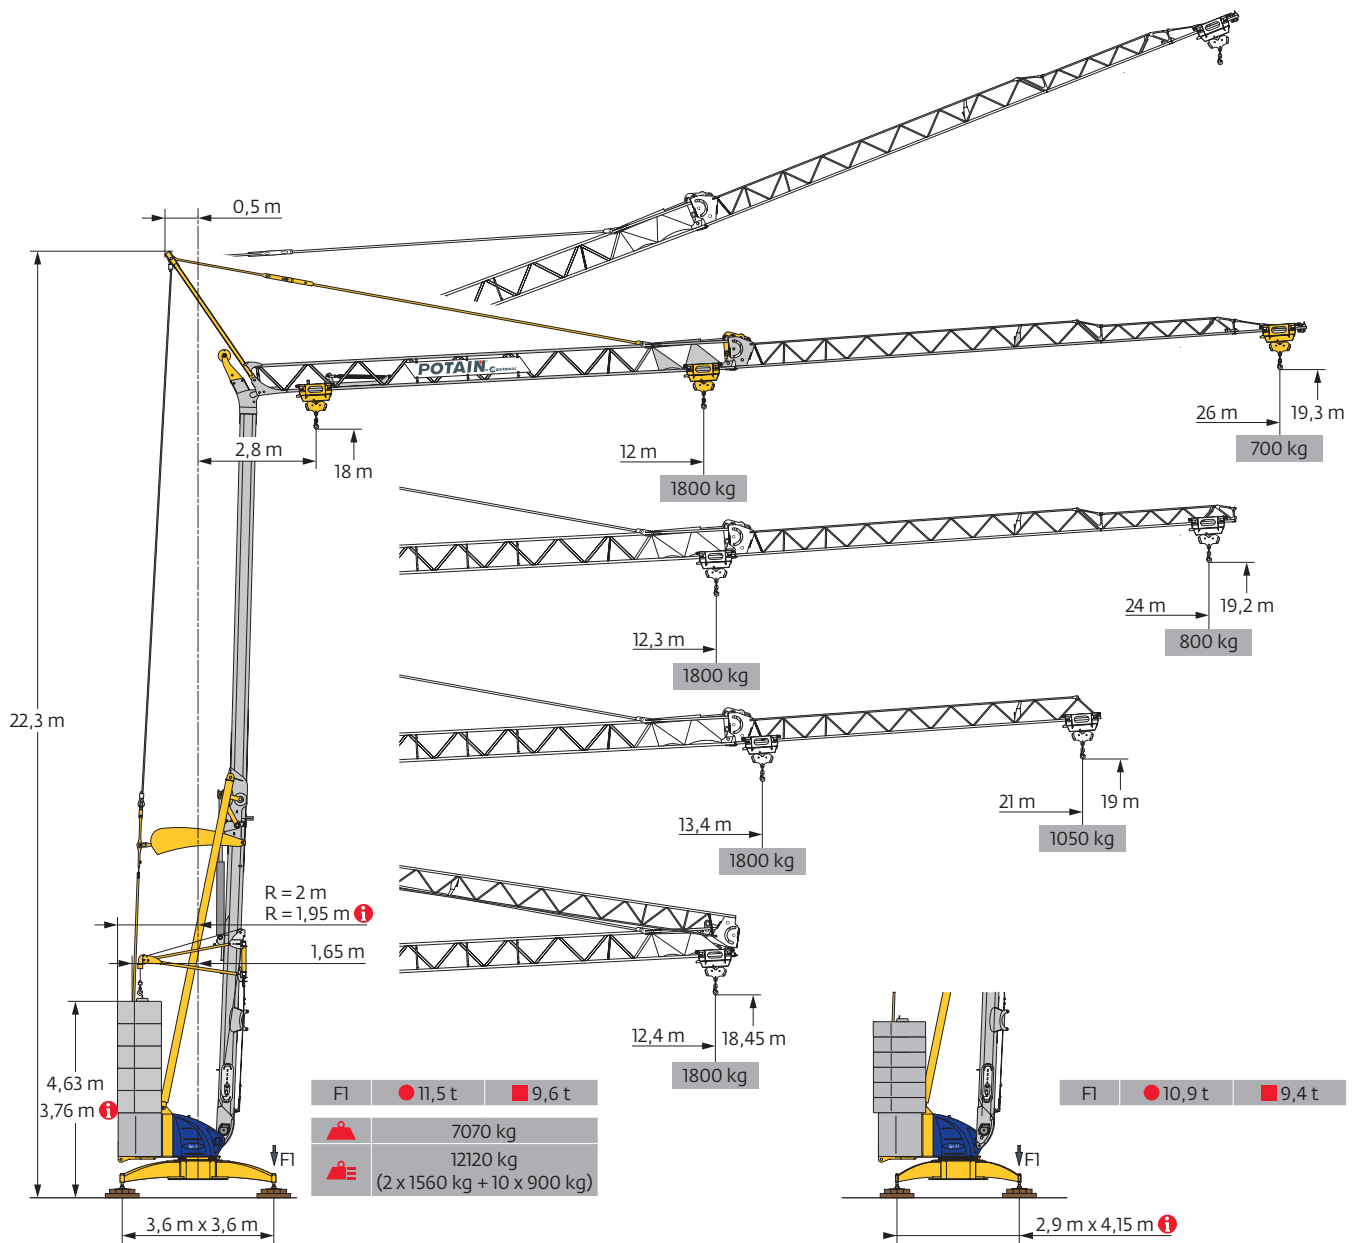 0,5 m
POTAIN
2,8 m
18 m
12 m
1800 kg
26 m
19,3 m
700 kg
12,3 m
1800 kg
24 m
19,2 m
800 kg
22,3 m
13,4 m
1800 kg
21 m
19 m
1050 kg
R = 2 m
R = 1,95 m i
1,65 m
12,4 m
18,45 m
1800 kg
4,63 m
3,76 m i
F1 11,5 t 9,6 t
7070 kg
12120 kg
(2 x 1560 kg + 10 x 900 kg)
F1
3,6 m x 3,6 m
F1 10,9 t 9,4 t
F1
2,9 m x 4,15 m i